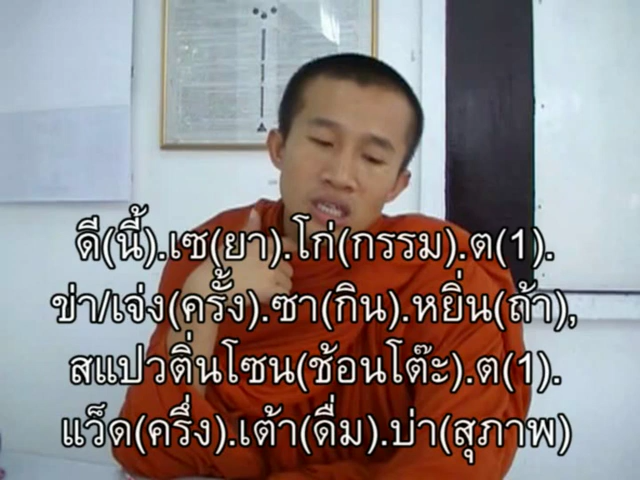 ดี(นี้).เซ(ยา).โก่(กรรม).ต(1).
ข่า/เจ่ง(ครั้ง).ซา(กิน).หยิ่น(ถ้า),
สแปวติ่นโซน(ช้อนโต๊ะ).ต(1).
แว็ด(ครึ่ง).เต้า(ดื่ม).บ่า(สุภาพ)